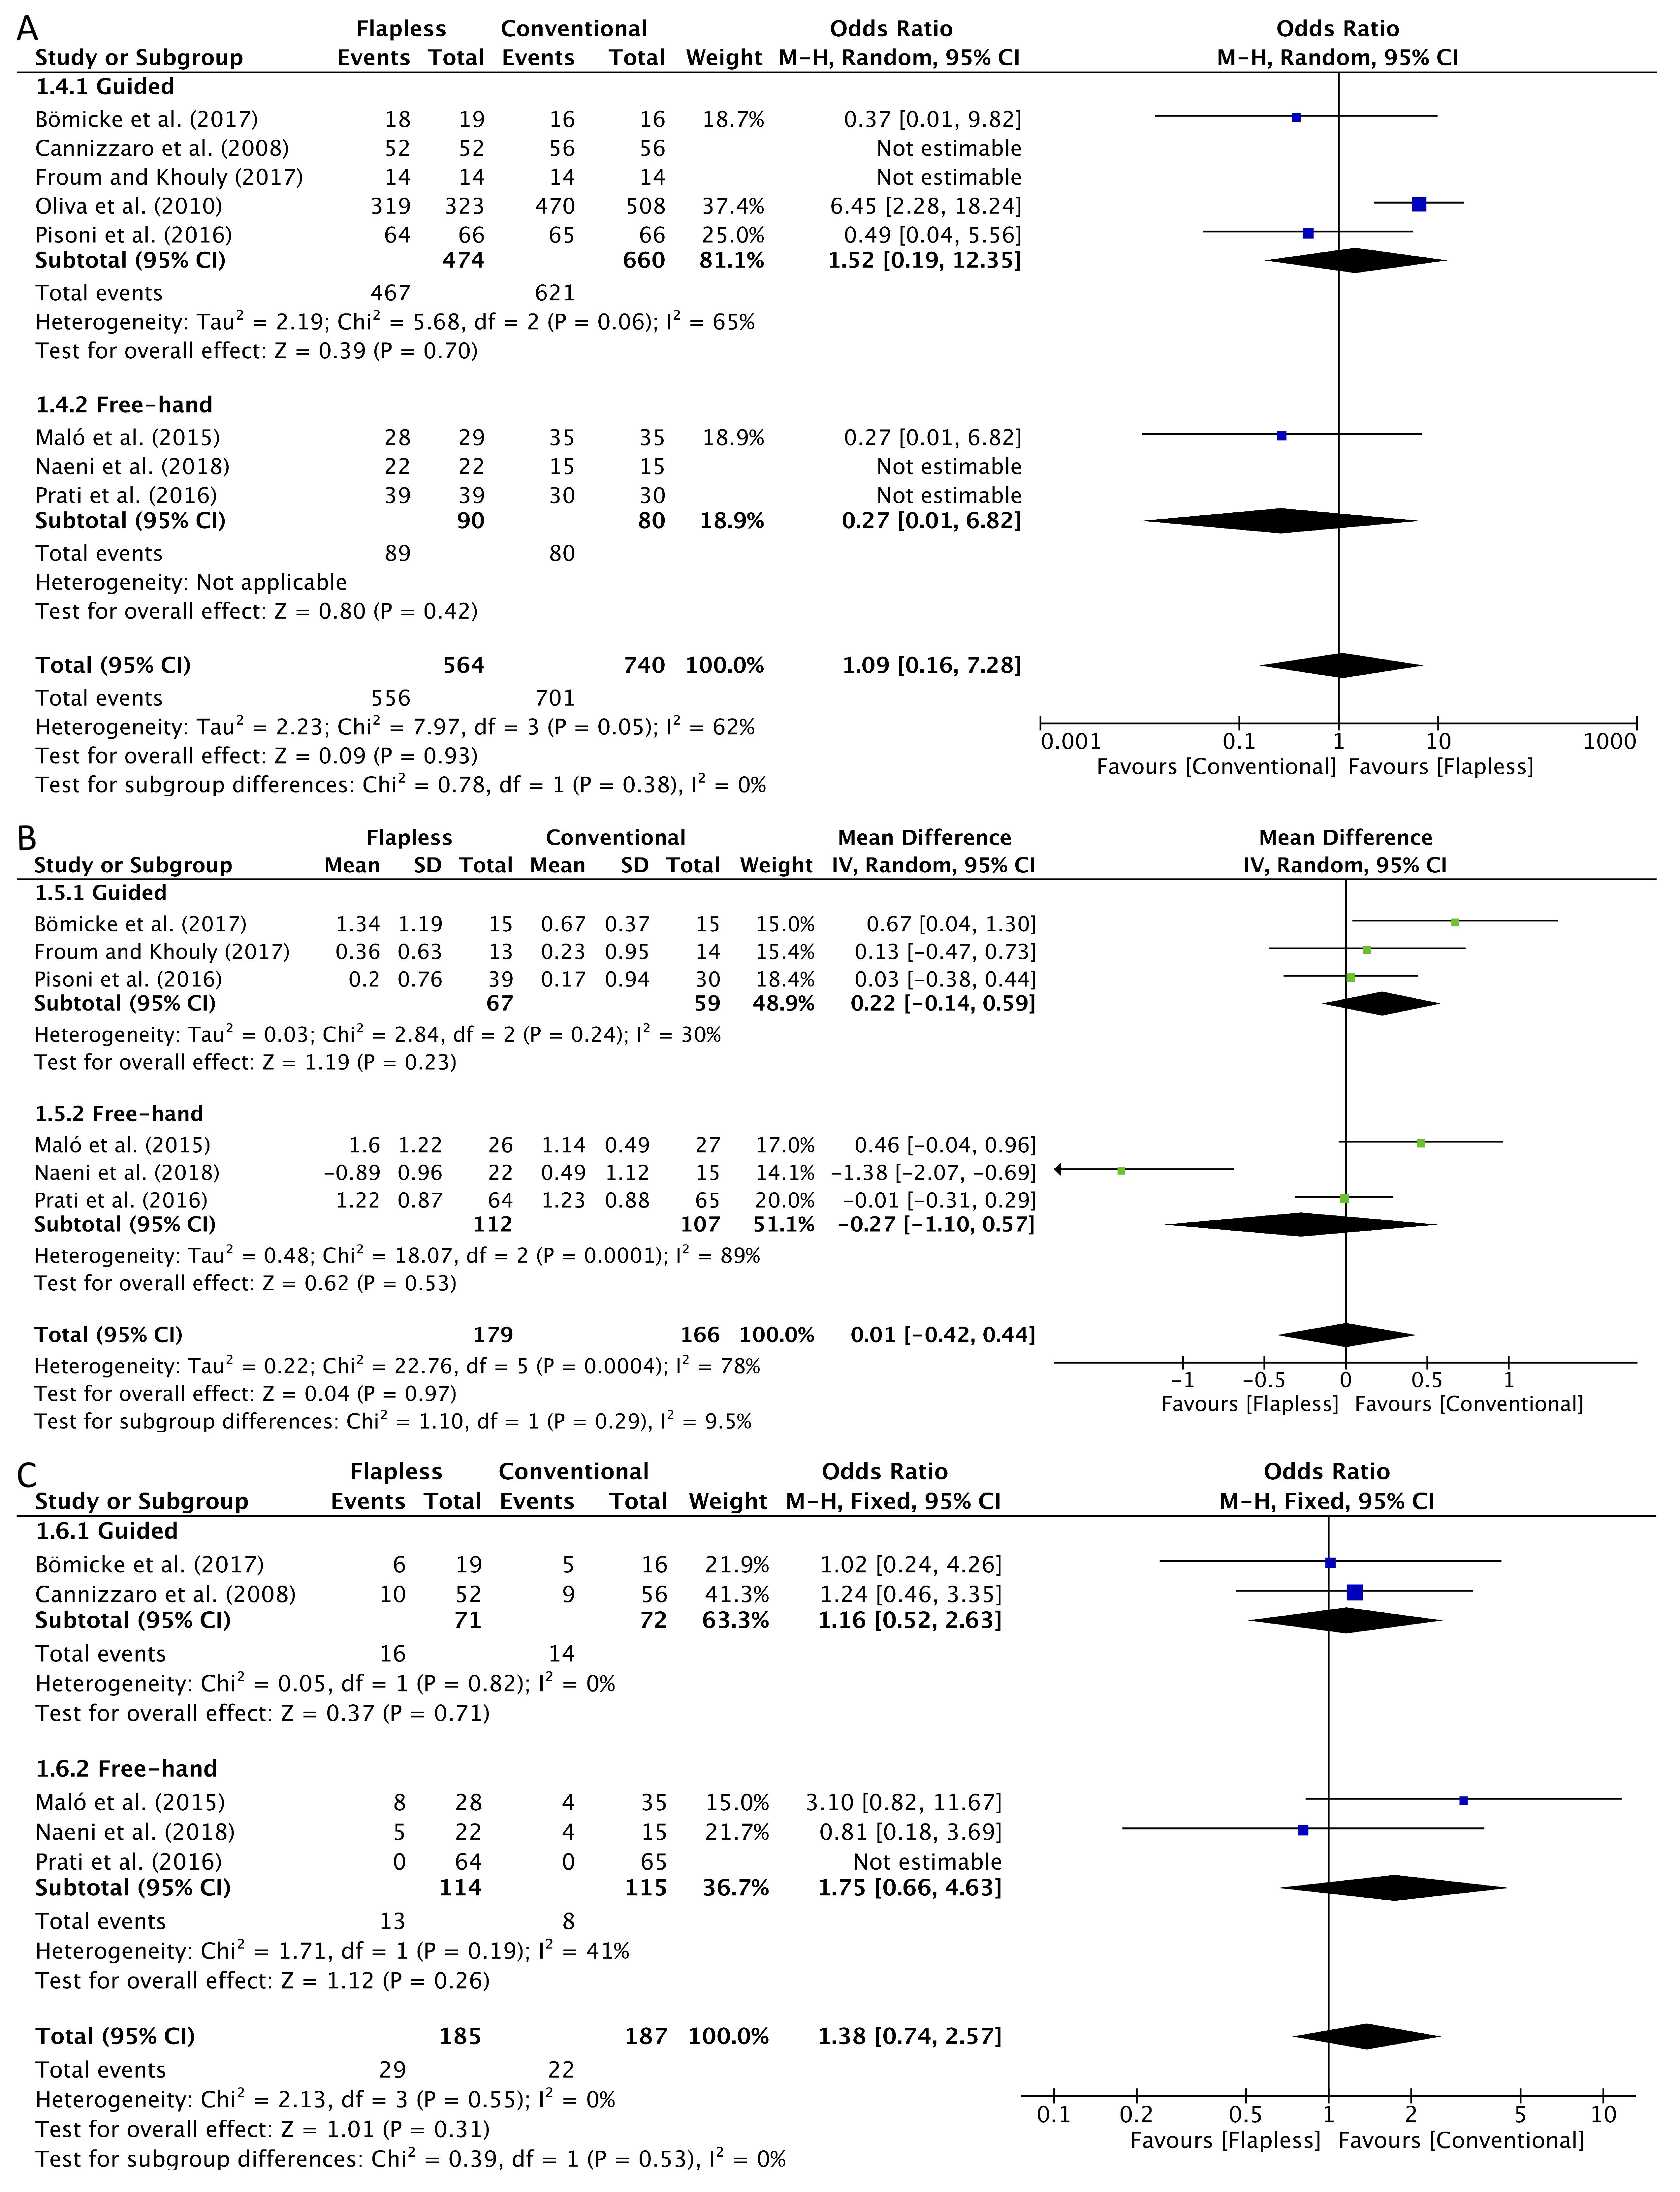 A
Flapless Conventional Odds Ratio Odds Ratio
Study or Subgroup Events Total Events Total Weight M−H, Random, 95% CI M−H, Random, 95% CI
1.4.1 Guided
Bömicke et al. (2017) 18 19 16 16 18.7% 0.37 [0.01, 9.82]
Cannizzaro et al. (2008) 52 52 56 56 Not estimable
Froum and Khouly (2017) 14 14 14 14 Not estimable
Oliva et al. (2010) 319 323 470 508 37.4% 6.45 [2.28, 18.24]
Pisoni et al. (2016) 64 66 65 66 25.0% 0.49 [0.04, 5.56]
Subtotal (95% CI) 474 660 81.1% 1.52 [0.19, 12.35]
Total events 467 621
Heterogeneity: Tau² = 2.19; Chi² = 5.68, df = 2 (P = 0.06); I² = 65%
Test for overall effect: Z = 0.39 (P = 0.70)
1.4.2 Free−hand
Maló et al. (2015) 28 29 35 35 18.9% 0.27 [0.01, 6.82]
Naeni et al. (2018) 22 22 15 15 Not estimable
Prati et al. (2016) 39 39 30 30 Not estimable
Subtotal (95% CI) 90 80 18.9% 0.27 [0.01, 6.82]
Total events 89 80
Heterogeneity: Not applicable
Test for overall effect: Z = 0.80 (P = 0.42)
Total (95% CI) 564 740 100.0% 1.09 [0.16, 7.28]
Total events 556 701
Heterogeneity: Tau² = 2.23; Chi² = 7.97, df = 3 (P = 0.05); I² = 62%
Test for overall effect: Z = 0.09 (P = 0.93)
Test for subgroup differences: Chi² = 0.78, df = 1 (P = 0.38), I² = 0%
0.001 0.1 1 10 1000
Favours [Conventional] Favours [Flapless]
B
Flapless Conventional Mean Difference Mean Difference
Study or Subgroup Mean SD Total Mean SD Total Weight IV, Random, 95% CI IV, Random, 95% CI
1.5.1 Guided
Bömicke et al. (2017) 1.34 1.19 15 0.67 0.37 15 15.0% 0.67 [0.04, 1.30]
Froum and Khouly (2017) 0.36 0.63 13 0.23 0.95 14 15.4% 0.13 [−0.47, 0.73]
Pisoni et al. (2016) 0.2 0.76 39 0.17 0.94 30 18.4% 0.03 [−0.38, 0.44]
Subtotal (95% CI) 67 59 48.9% 0.22 [−0.14, 0.59]
Heterogeneity: Tau² = 0.03; Chi² = 2.84, df = 2 (P = 0.24); I² = 30%
Test for overall effect: Z = 1.19 (P = 0.23)
1.5.2 Free−hand
Maló et al. (2015) 1.6 1.22 26 1.14 0.49 27 17.0% 0.46 [−0.04, 0.96]
Naeni et al. (2018) −0.89 0.96 22 0.49 1.12 15 14.1% −1.38 [−2.07, −0.69]
Prati et al. (2016) 1.22 0.87 64 1.23 0.88 65 20.0% −0.01 [−0.31, 0.29]
Subtotal (95% CI) 112 107 51.1% −0.27 [−1.10, 0.57]
Heterogeneity: Tau² = 0.48; Chi² = 18.07, df = 2 (P = 0.0001); I² = 89%
Test for overall effect: Z = 0.62 (P = 0.53)
Total (95% CI) 179 166 100.0% 0.01 [−0.42, 0.44]
Heterogeneity: Tau² = 0.22; Chi² = 22.76, df = 5 (P = 0.0004); I² = 78%
Test for overall effect: Z = 0.04 (P = 0.97)
Test for subgroup differences: Chi² = 1.10, df = 1 (P = 0.29), I² = 9.5%
−1 −0.5 0 0.5 1
Favours [Flapless] Favours [Conventional]
C
Flapless Conventional Odds Ratio Odds Ratio
Study or Subgroup Events Total Events Total Weight M−H, Fixed, 95% CI M−H, Fixed, 95% CI
1.6.1 Guided
Bömicke et al. (2017) 6 19 5 16 21.9% 1.02 [0.24, 4.26]
Cannizzaro et al. (2008) 10 52 9 56 41.3% 1.24 [0.46, 3.35]
Subtotal (95% CI) 71 72 63.3% 1.16 [0.52, 2.63]
Total events 16 14
Heterogeneity: Chi² = 0.05, df = 1 (P = 0.82); I² = 0%
Test for overall effect: Z = 0.37 (P = 0.71)
1.6.2 Free−hand
Maló et al. (2015) 8 28 4 35 15.0% 3.10 [0.82, 11.67]
Naeni et al. (2018) 5 22 4 15 21.7% 0.81 [0.18, 3.69]
Prati et al. (2016) 0 64 0 65 Not estimable
Subtotal (95% CI) 114 115 36.7% 1.75 [0.66, 4.63]
Total events 13 8
Heterogeneity: Chi² = 1.71, df = 1 (P = 0.19); I² = 41%
Test for overall effect: Z = 1.12 (P = 0.26)
Total (95% CI) 185 187 100.0% 1.38 [0.74, 2.57]
Total events 29 22
Heterogeneity: Chi² = 2.13, df = 3 (P = 0.55); I² = 0%
Test for overall effect: Z = 1.01 (P = 0.31)
Test for subgroup differences: Chi² = 0.39, df = 1 (P = 0.53), I² = 0%
0.1 0.2 0.5 1 2 5 10
Favours [Flapless] Favours [Conventional]